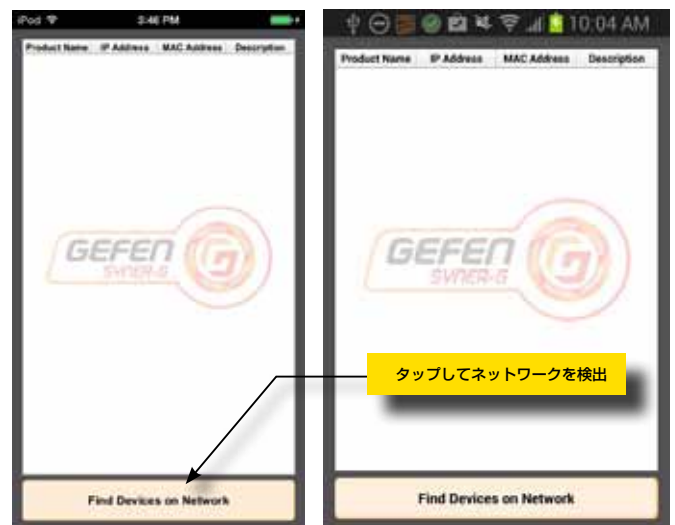 iPod 3:46 PM
Product Name IP Address MAC Address Description
GEFEN
SYNER-G
Find Devices on Network
10:04 AM
Product Name IP Address MAC Address Description
GEFEN
SYNER-G
タップしてネットワークを検出
Find Devices on Network